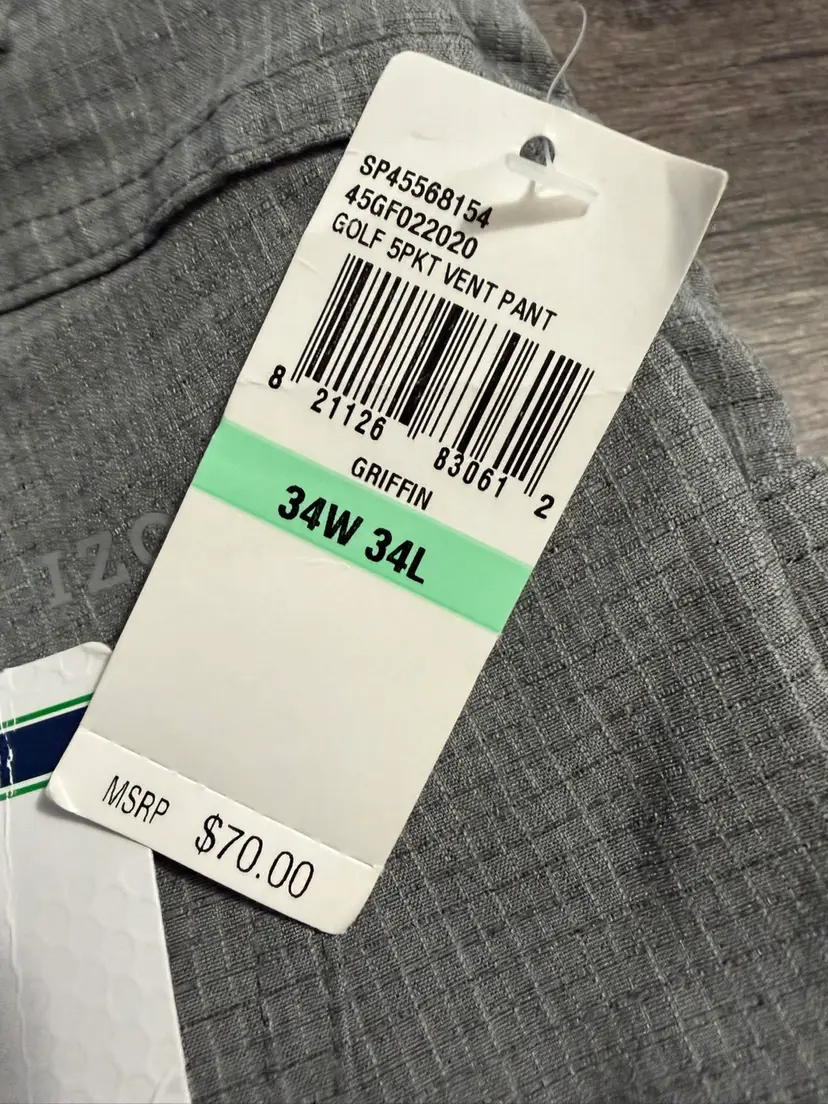 SP45568154
45GF022020
GOLF 5PKT VENT PANT
8 21126 83061 2
GRIFFIN
34W 34L
MSRP $70.00